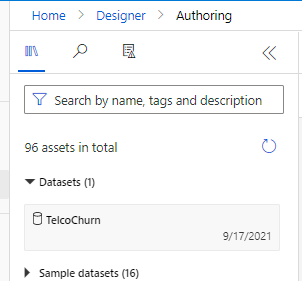 Home > Designer > Authoring
Search by name, tags and description
96 assets in total
Datasets (1)
TelcoChurn
9/17/2021
Sample datasets (16)